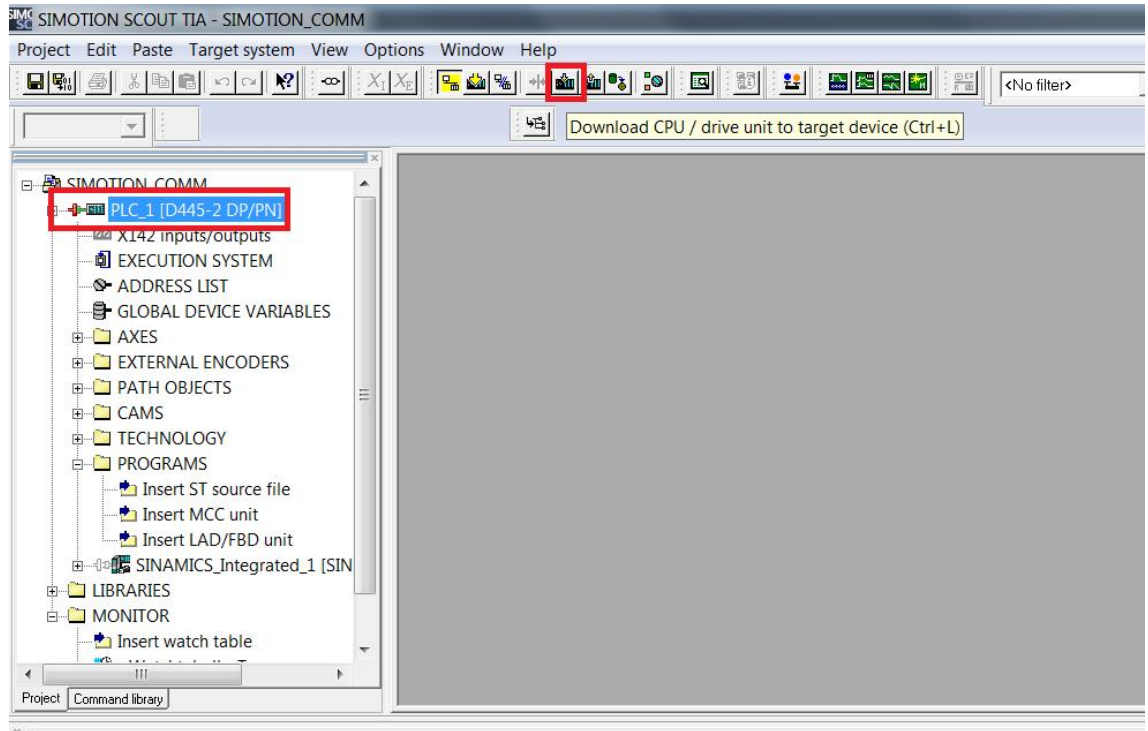 SIMOTION SCOUT TIA - SIMOTION_COMM
Project Edit Paste Target system View Options Window Help
<No filter>
Download CPU / drive unit to target device (Ctrl+L)
SIMOTION_COMM
PLC_1 [D445-2 DP/PN]
X142 inputs/outputs
EXECUTION SYSTEM
ADDRESS LIST
GLOBAL DEVICE VARIABLES
AXES
EXTERNAL ENCODERS
PATH OBJECTS
CAMS
TECHNOLOGY
PROGRAMS
Insert ST source file
Insert MCC unit
Insert LAD/FBD unit
SINAMICS_Integrated_1 [SIN
LIBRARIES
MONITOR
Insert watch table
Project Command library